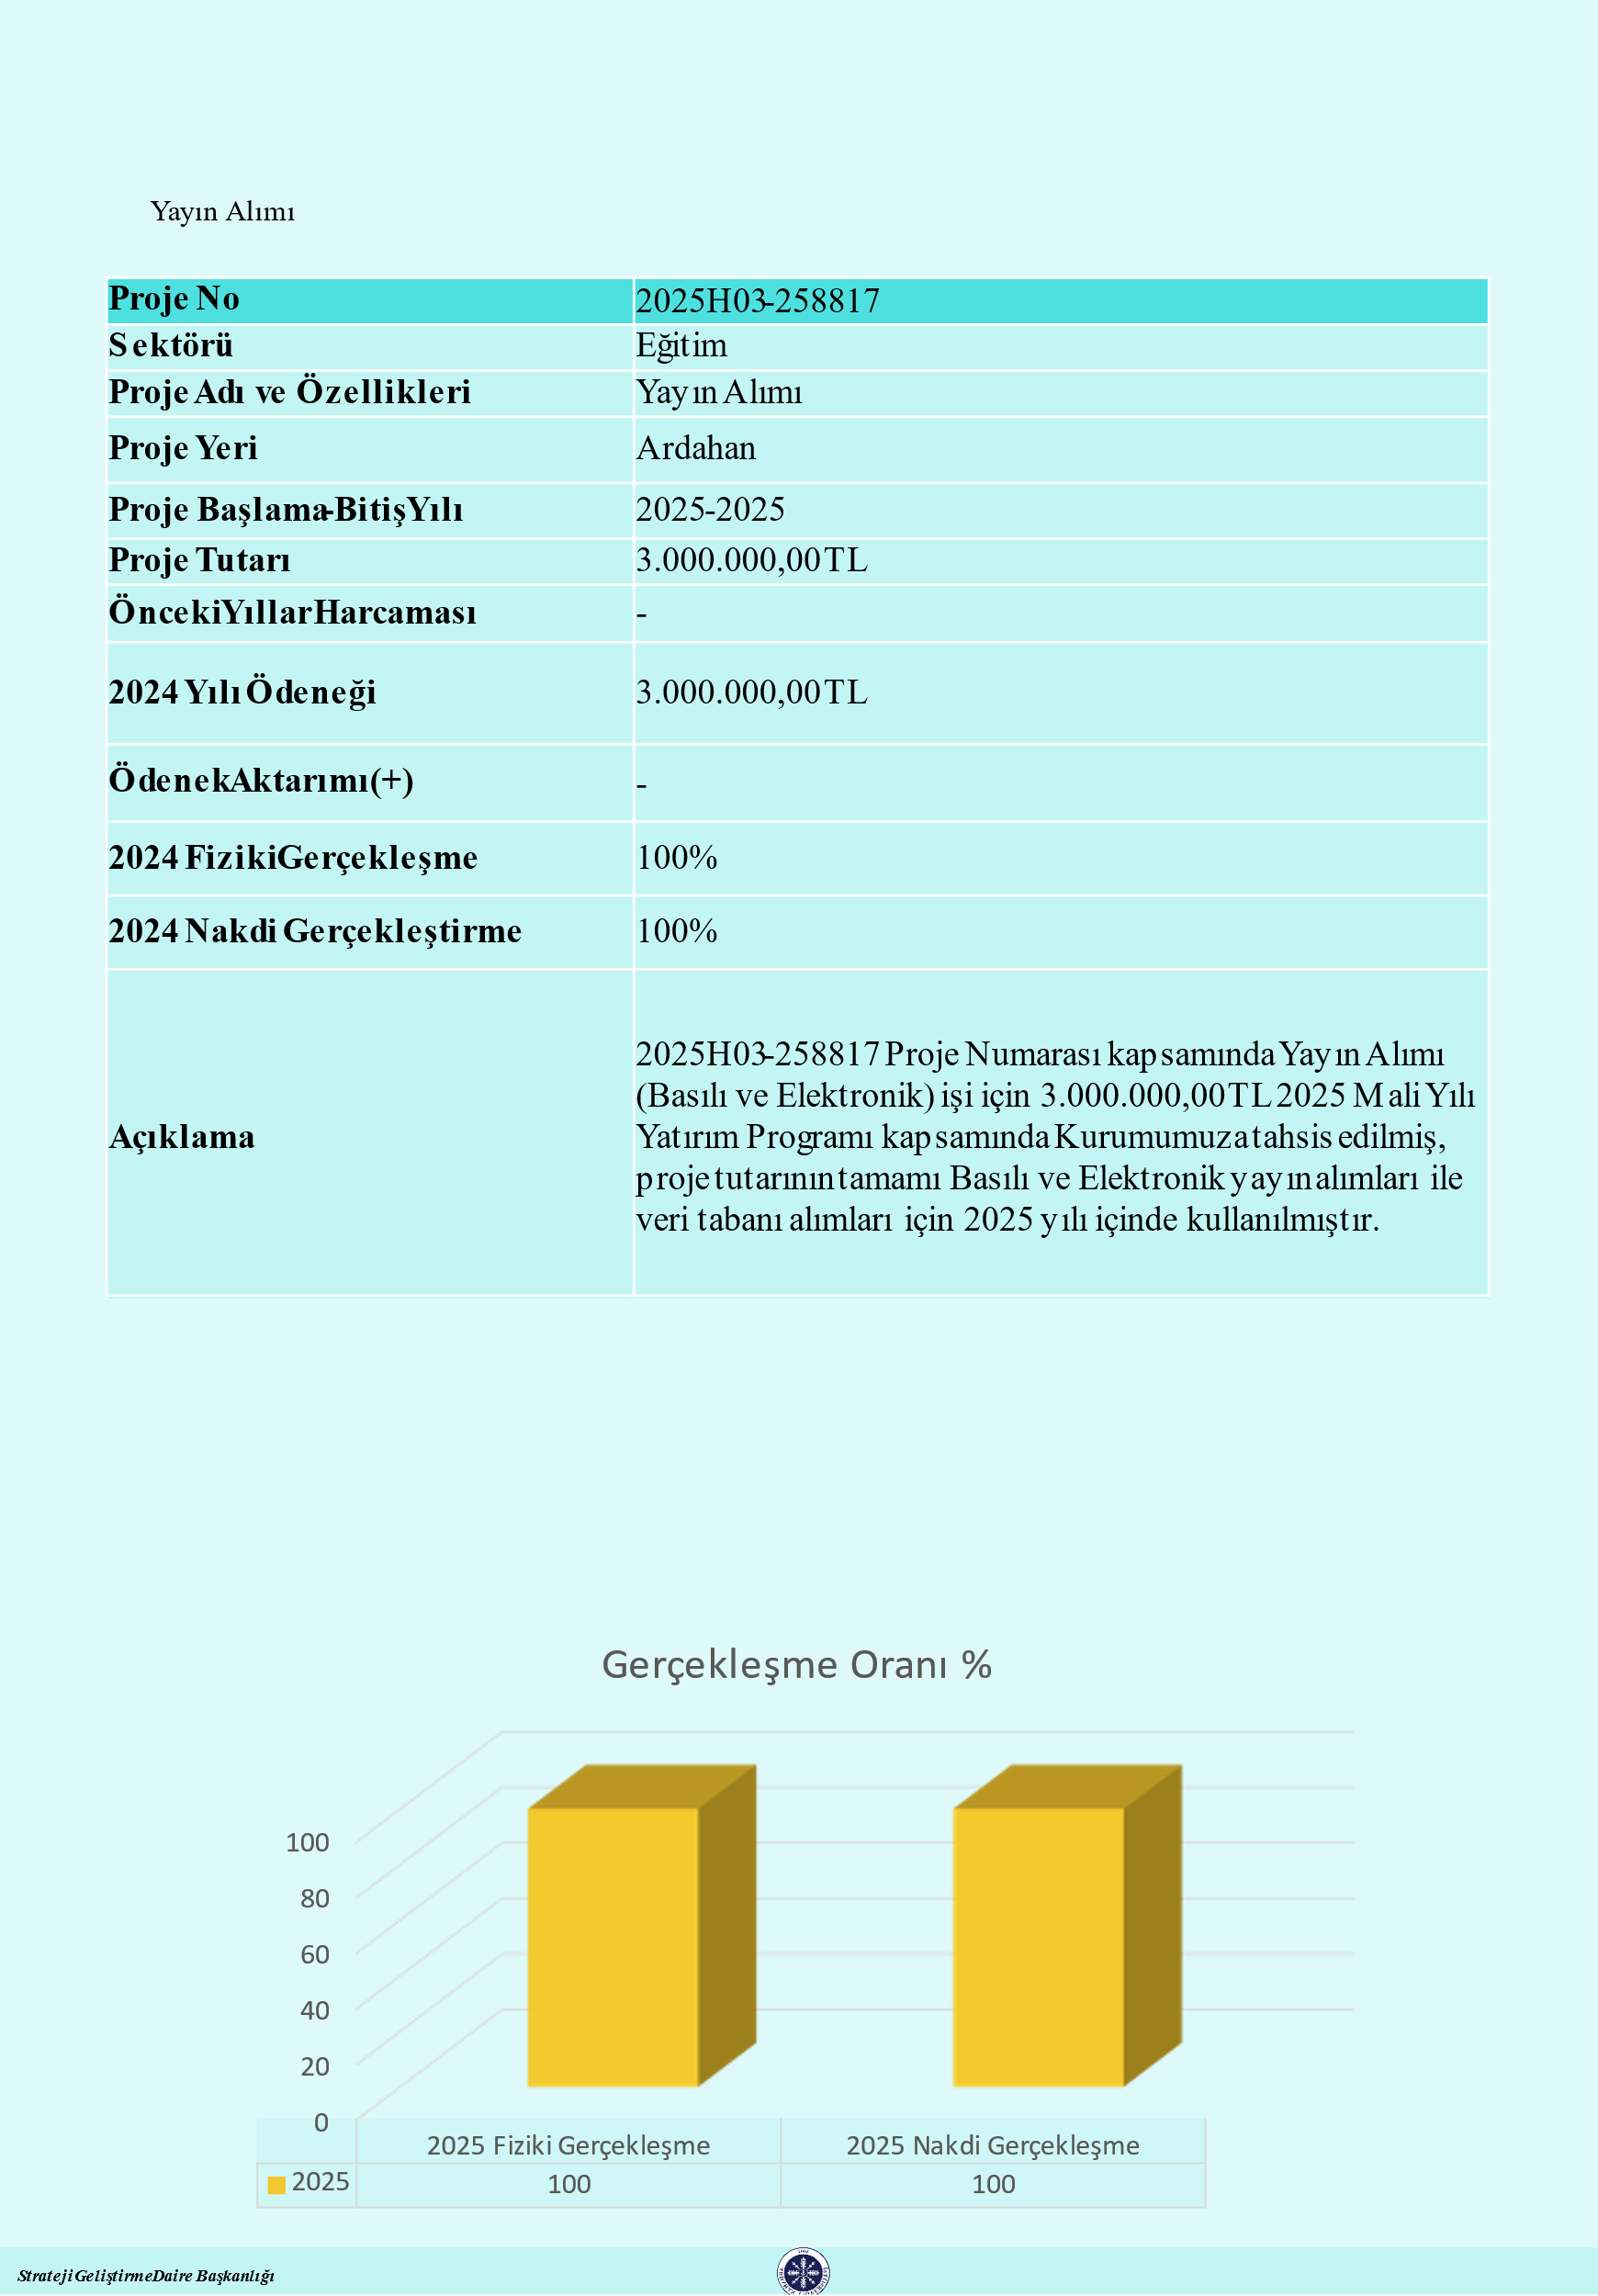 Yayın Alımı
Proje No 2025H03-258817
Sektörü Eğitim
Proje Adı ve Özellikleri Yayın Alımı
Proje Yeri Ardahan
Proje Başlama-Bitiş Yılı 2025-2025
Proje Tutarı 3.000.000,00 TL
Önceki Yıllar Harcaması -
2024 Yılı Ödeneği 3.000.000,00 TL
Ödenek Aktarımı (+) -
2024 Fiziki Gerçekleşme 100%
2024 Nakdi Gerçekleştirme 100%
Açıklama
2025H03-258817 Proje Numarası kapsamında Yayın Alımı
(Basılı ve Elektronik) işi için 3.000.000,00 TL 2025 Mali Yılı
Yatırım Programı kapsamında Kurumumuza tahsis edilmiş,
proje tutarının tamamı Basılı ve Elektronik yayın alımları ile
veri tabanı alımları için 2025 yılı içinde kullanılmıştır.
Gerçekleşme Oranı %
100
80
60
40
20
0
2025 Fiziki Gerçekleşme 2025 Nakdi Gerçekleşme
2025 100 100
Strateji Geliştirme Daire Başkanlığı